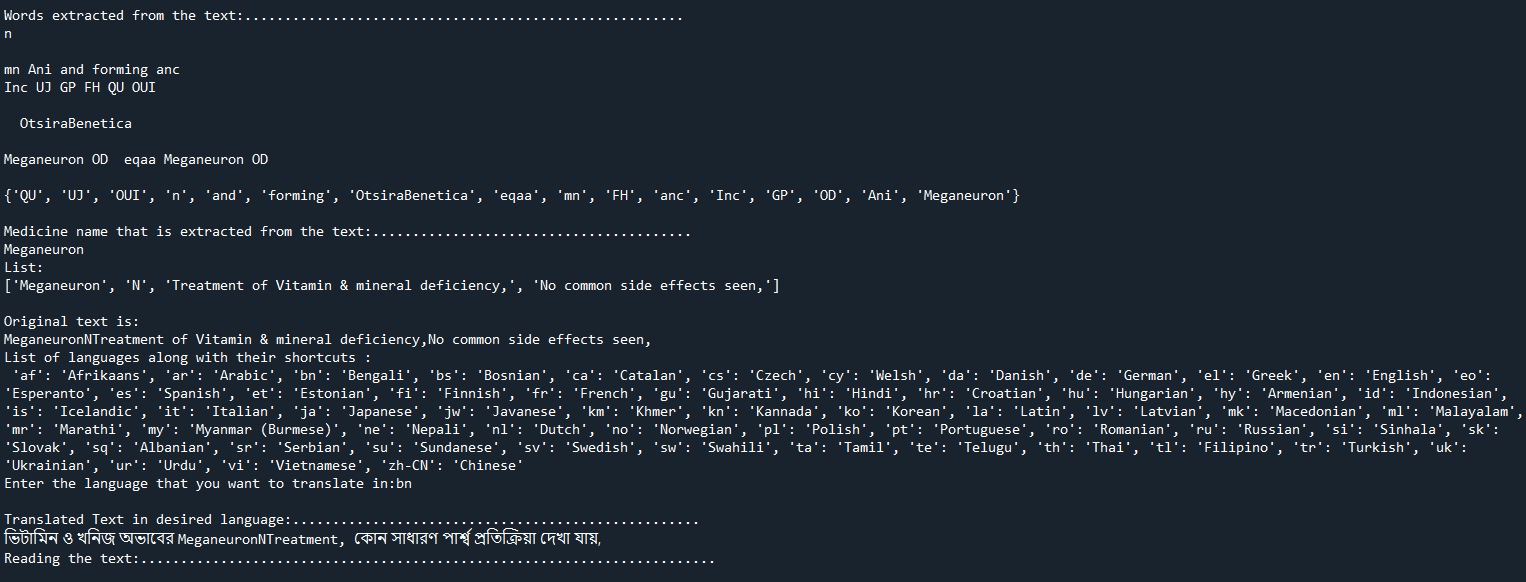 Words extracted from the text:.......................................................
n
mn Ani and forming anc
Inc UJ GP FH QU OUI
OtsiraBenetica
Meganeuron OD  eqaa Meganeuron OD
{'QU', 'UJ', 'OUI', 'n', 'and', 'forming', 'OtsiraBenetica', 'eqaa', 'mn', 'FH', 'anc', 'Inc', 'GP', 'OD', 'Ani', 'Meganeuron'}
Medicine name that is extracted from the text:........................................
Meganeuron
List:
['Meganeuron', 'N', 'Treatment of Vitamin & mineral deficiency,', 'No common side effects seen,']
Original text is:
MeganeuronNTreatment of Vitamin & mineral deficiency,No common side effects seen,
List of languages along with their shortcuts :
'af': 'Afrikaans', 'ar': 'Arabic', 'bn': 'Bengali', 'bs': 'Bosnian', 'ca': 'Catalan', 'cs': 'Czech', 'cy': 'Welsh', 'da': 'Danish', 'de': 'German', 'el': 'Greek', 'en': 'English', 'eo':
'Esperanto', 'es': 'Spanish', 'et': 'Estonian', 'fi': 'Finnish', 'fr': 'French', 'gu': 'Gujarati', 'hi': 'Hindi', 'hr': 'Croatian', 'hu': 'Hungarian', 'hy': 'Armenian', 'id': 'Indonesian',
'is': 'Icelandic', 'it': 'Italian', 'ja': 'Japanese', 'jw': 'Javanese', 'km': 'Khmer', 'kn': 'Kannada', 'ko': 'Korean', 'la': 'Latin', 'lv': 'Latvian', 'mk': 'Macedonian', 'ml': 'Malayalam',
'mr': 'Marathi', 'my': 'Myanmar (Burmese)', 'ne': 'Nepali', 'nl': 'Dutch', 'no': 'Norwegian', 'pl': 'Polish', 'pt': 'Portuguese', 'ro': 'Romanian', 'ru': 'Russian', 'si': 'Sinhala', 'sk':
'Slovak', 'sq': 'Albanian', 'sr': 'Serbian', 'su': 'Sundanese', 'sv': 'Swedish', 'sw': 'Swahili', 'ta': 'Tamil', 'te': 'Telugu', 'th': 'Thai', 'tl': 'Filipino', 'tr': 'Turkish', 'uk':
'Ukrainian', 'ur': 'Urdu', 'vi': 'Vietnamese', 'zh-CN': 'Chinese'
Enter the language that you want to translate in:bn
Translated Text in desired language:...................................................
ভিটামিন ও খনিজ অভাবের MeganeuronNTreatment, কোন সাধারণ পার্শ্ব প্রতিক্রিয়া দেখা যায়,
Reading the text:........................................................................